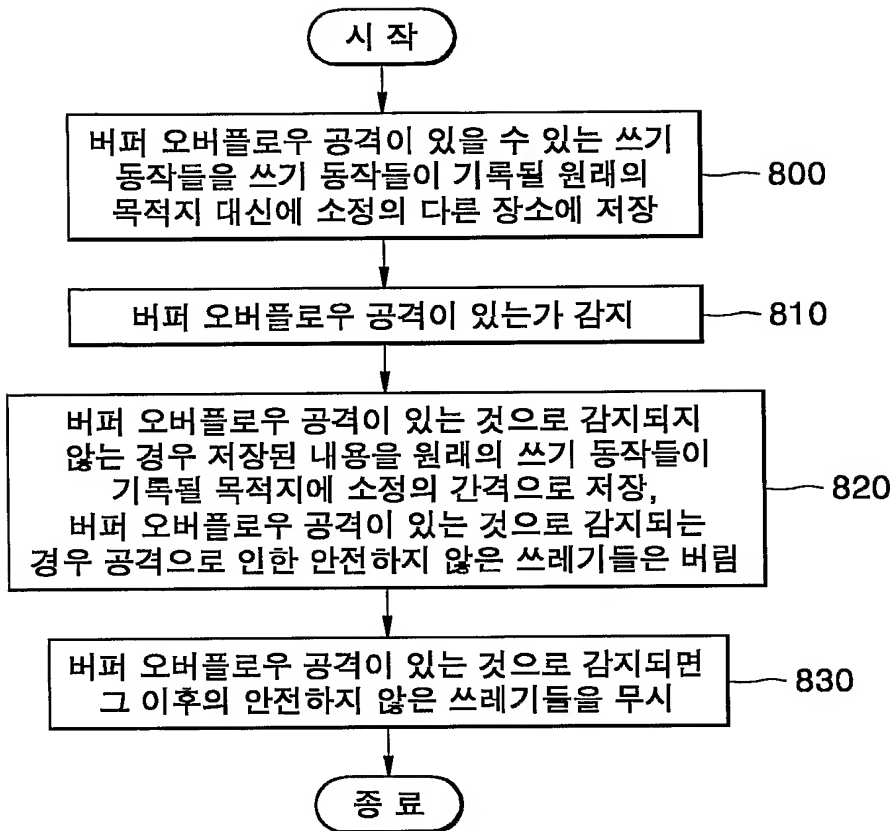 시 작
버퍼 오버플로우 공격이 있을 수 있는 쓰기
동작들을 쓰기 동작들이 기록될 원래의
목적지 대신에 소정의 다른 장소에 저장
800
버퍼 오버플로우 공격이 있는가 감지
810
버퍼 오버플로우 공격이 있는 것으로 감지되지
않는 경우 저장된 내용을 원래의 쓰기 동작들이
기록될 목적지에 소정의 간격으로 저장,
버퍼 오버플로우 공격이 있는 것으로 감지되는
경우 공격으로 인한 안전하지 않은 쓰레기들은 버림
820
버퍼 오버플로우 공격이 있는 것으로 감지되면
그 이후의 안전하지 않은 쓰레기들을 무시
830
종 료